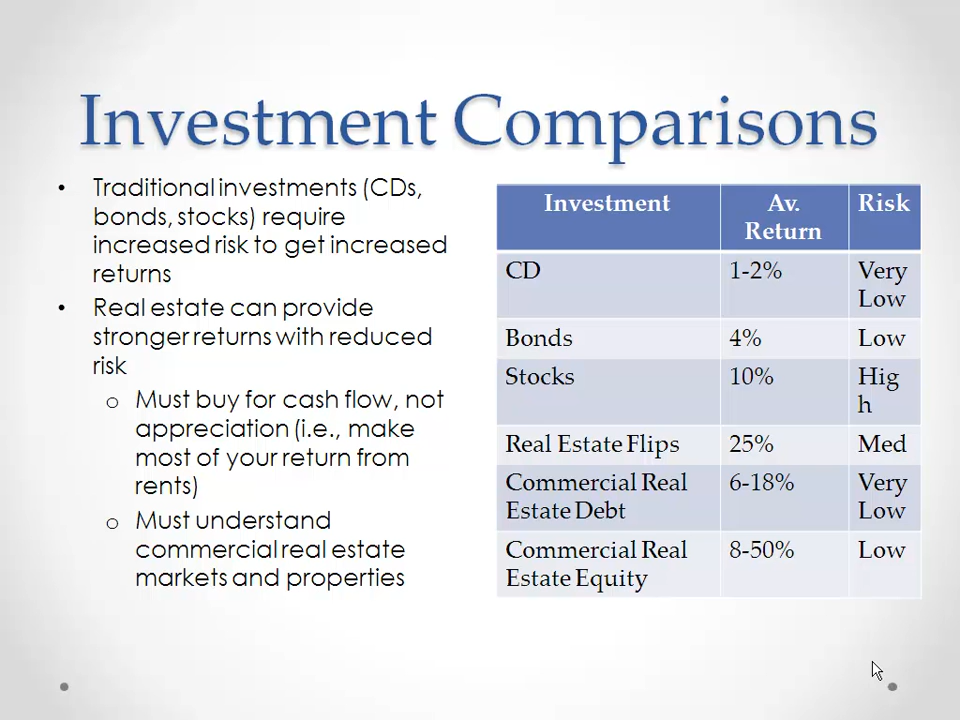 Investment Comparisons
• Traditional investments (CDs,
bonds, stocks) require
increased risk to get increased
returns
• Real estate can provide
stronger returns with reduced
risk
o Must buy for cash flow, not
appreciation (i.e., make
most of your return from
rents)
o Must understand
commercial real estate
markets and properties
Investment Av. Risk
Return
CD 1-2% Very
Low
Bonds 4% Low
Stocks 10% Hig
h
Real Estate Flips 25% Med
Commercial Real 6-18% Very
Estate Debt Low
Commercial Real 8-50% Low
Estate Equity